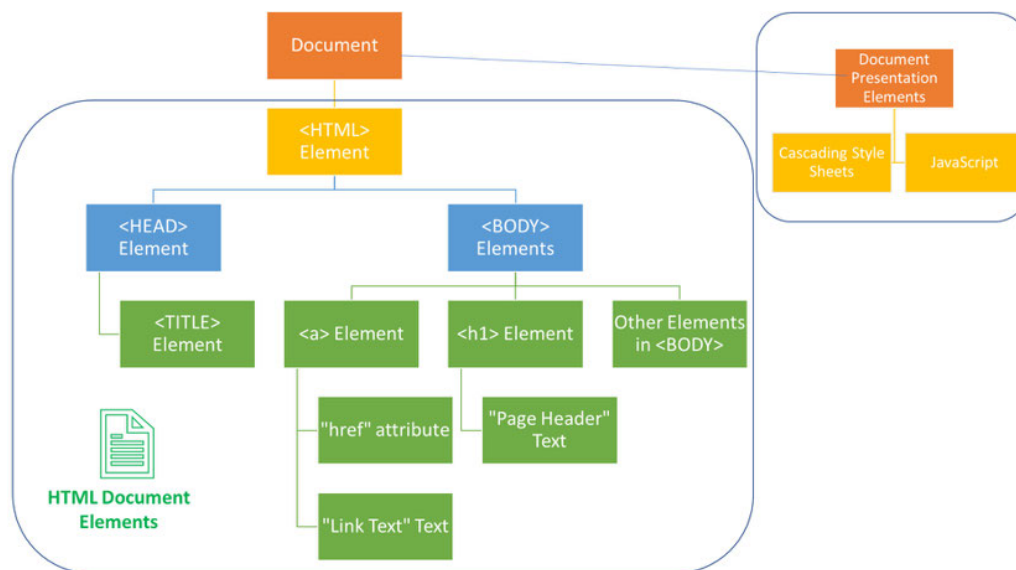 Document
Document
Presentation
Elements
<HTML>
Element
Cascading Style
Sheets
JavaScript
<HEAD>
Element
<BODY>
Elements
<TITLE>
Element
<a> Element
<h1> Element
Other Elements
in <BODY>
"href" attribute
"Page Header"
Text
"Link Text" Text
HTML Document
Elements